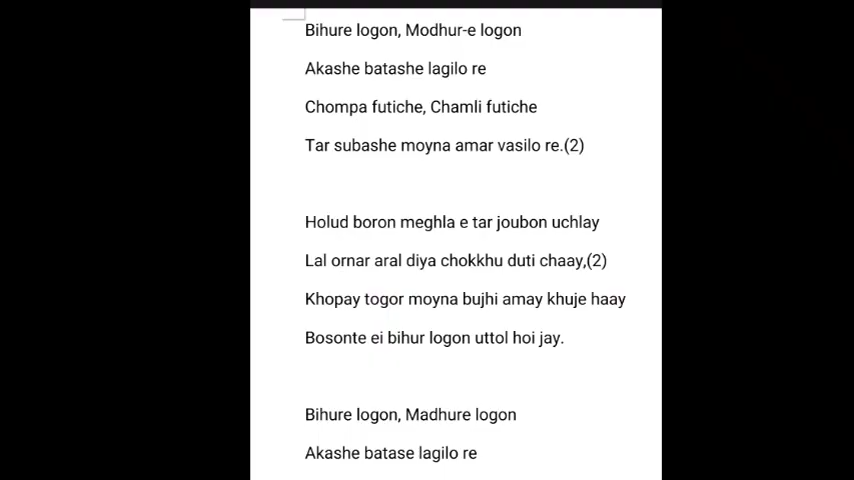 Bihure logon, Modhur-e logon
Akashe batashe lagilo re
Chompa futiche, Chamli futiche
Tar subashe moyna amar vasilo re.(2)
Holud boron meghla e tar joubon uchlay
Lal ornar aral diya chokkhu duti chaay,(2)
Khopay togor moyna bujhi amay khuje haay
Bosonte ei bihur logon uttol hoi jay.
Bihure logon, Madhure logon
Akashe batase lagilo re